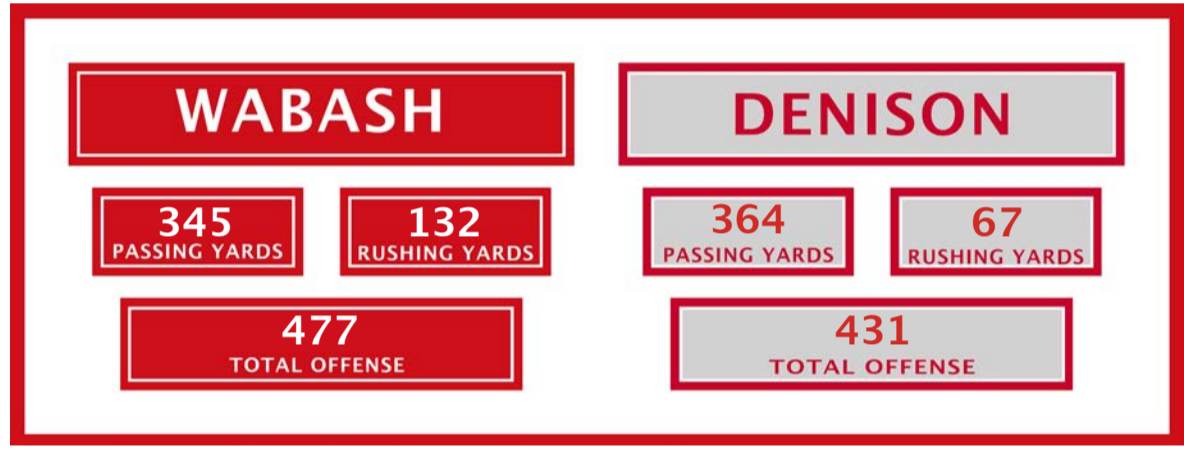 WABASH
345
PASSING YARDS
132
RUSHING YARDS
477
TOTAL OFFENSE
DENISON
364
PASSING YARDS
67
RUSHING YARDS
431
TOTAL OFFENSE